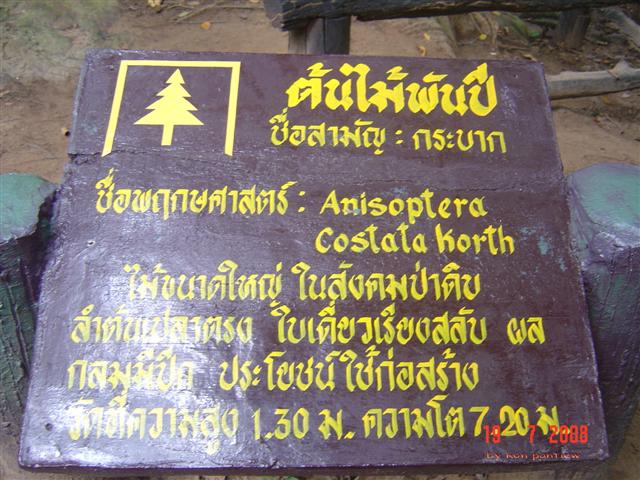 ต้นไม้พันปี
ชื่อสามัญ : กระบาก
ชื่อพฤกษศาสตร์ : Anisoptera
Costata Korth
ไม้ขนาดใหญ่ ในสังคมป่าดิบ
ลำต้นเปลาตรง ใบเดี่ยวเรียงสลับ ผล
กลมมีปีก ประโยชน์ใช้ก่อสร้าง
วัดที่ความสูง 1.30 ม. ความโต 7.20 ม.
19 7 2008
by kon pantiew